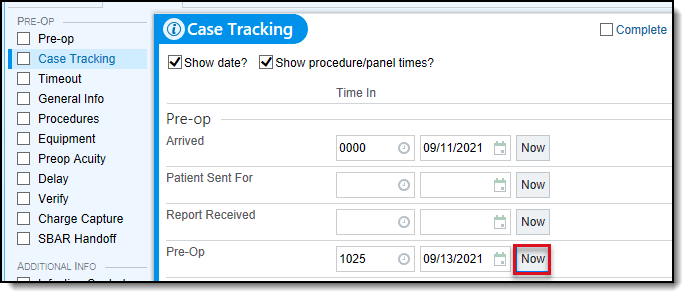 PRE-OP
Pre-op
Case Tracking
Timeout
General Info
Procedures
Equipment
Preop Acuity
Delay
Verify
Charge Capture
SBAR Handoff
ADDITIONAL INFO
Case Tracking
Complete
Show date? Show procedure/panel times?
Time In
Pre-op
Arrived 0000 09/11/2021 Now
Patient Sent For Now
Report Received Now
Pre-Op 1025 09/13/2021 Now